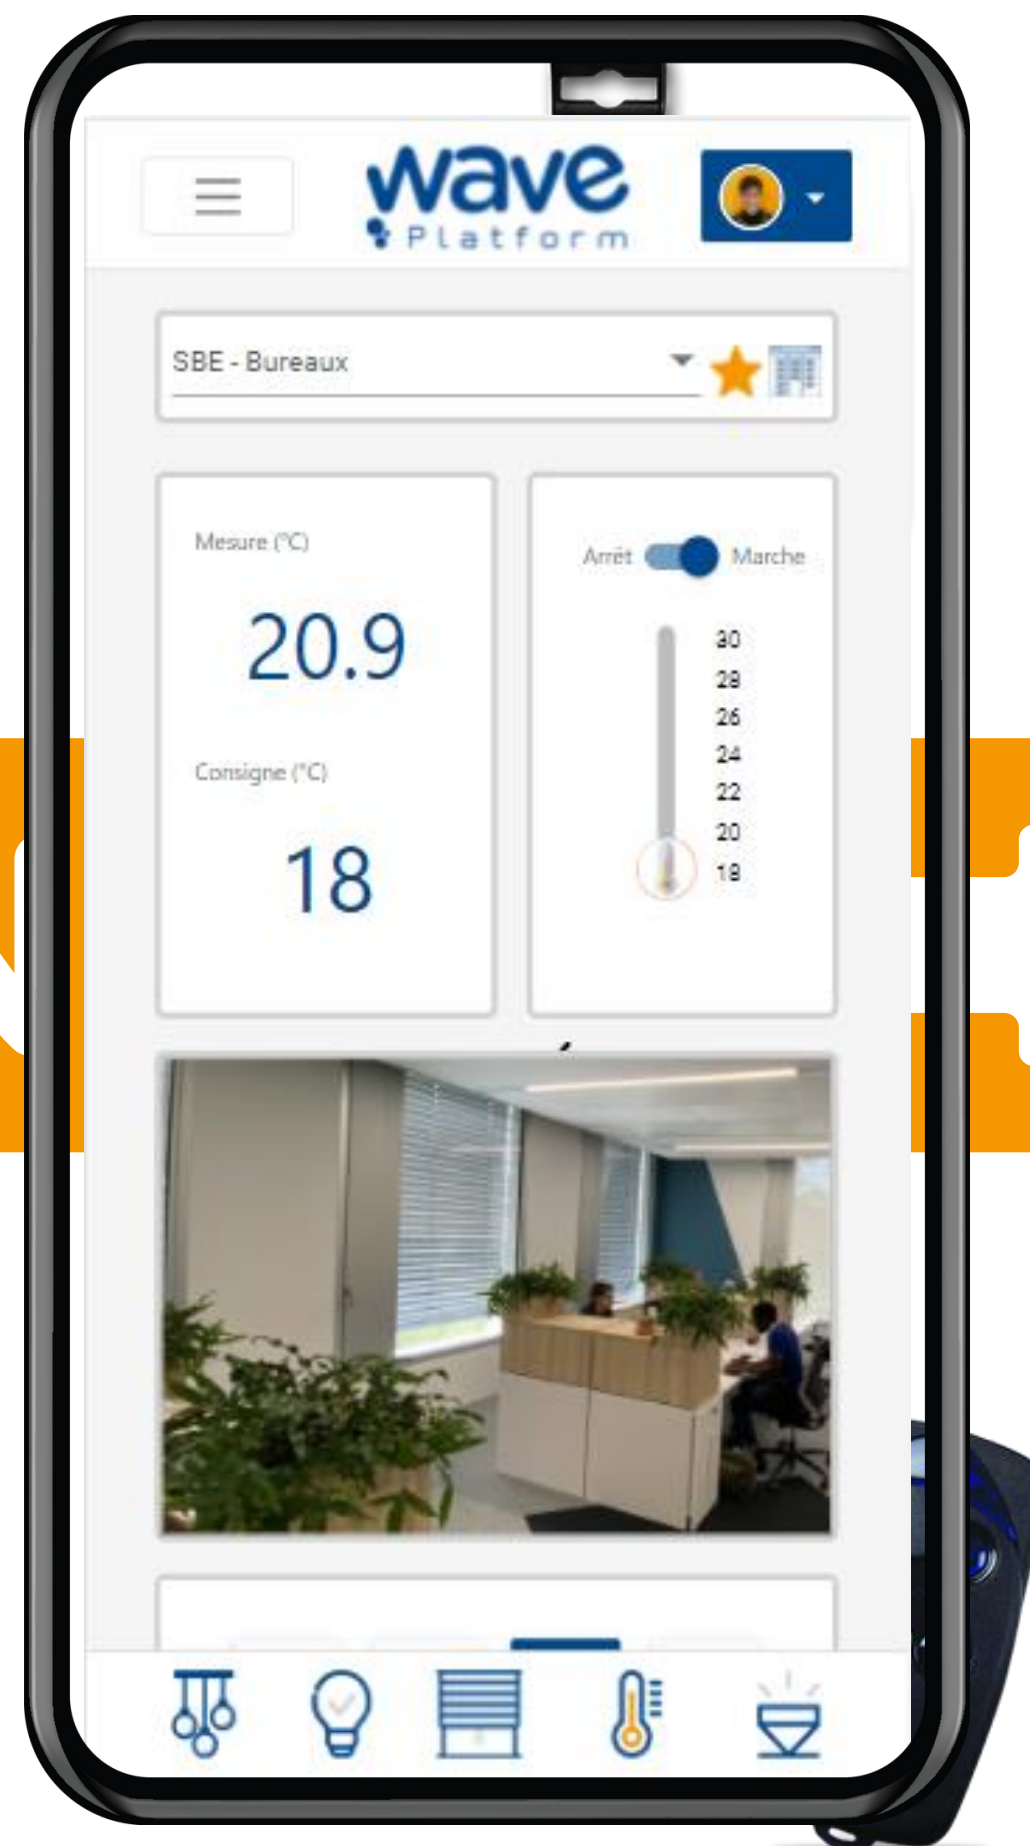 wave
Platform
SBE - Bureaux
Mesure (°C)
20.9
Consigne (°C)
18
Arrêt
Marche
30
28
26
24
22
20
18